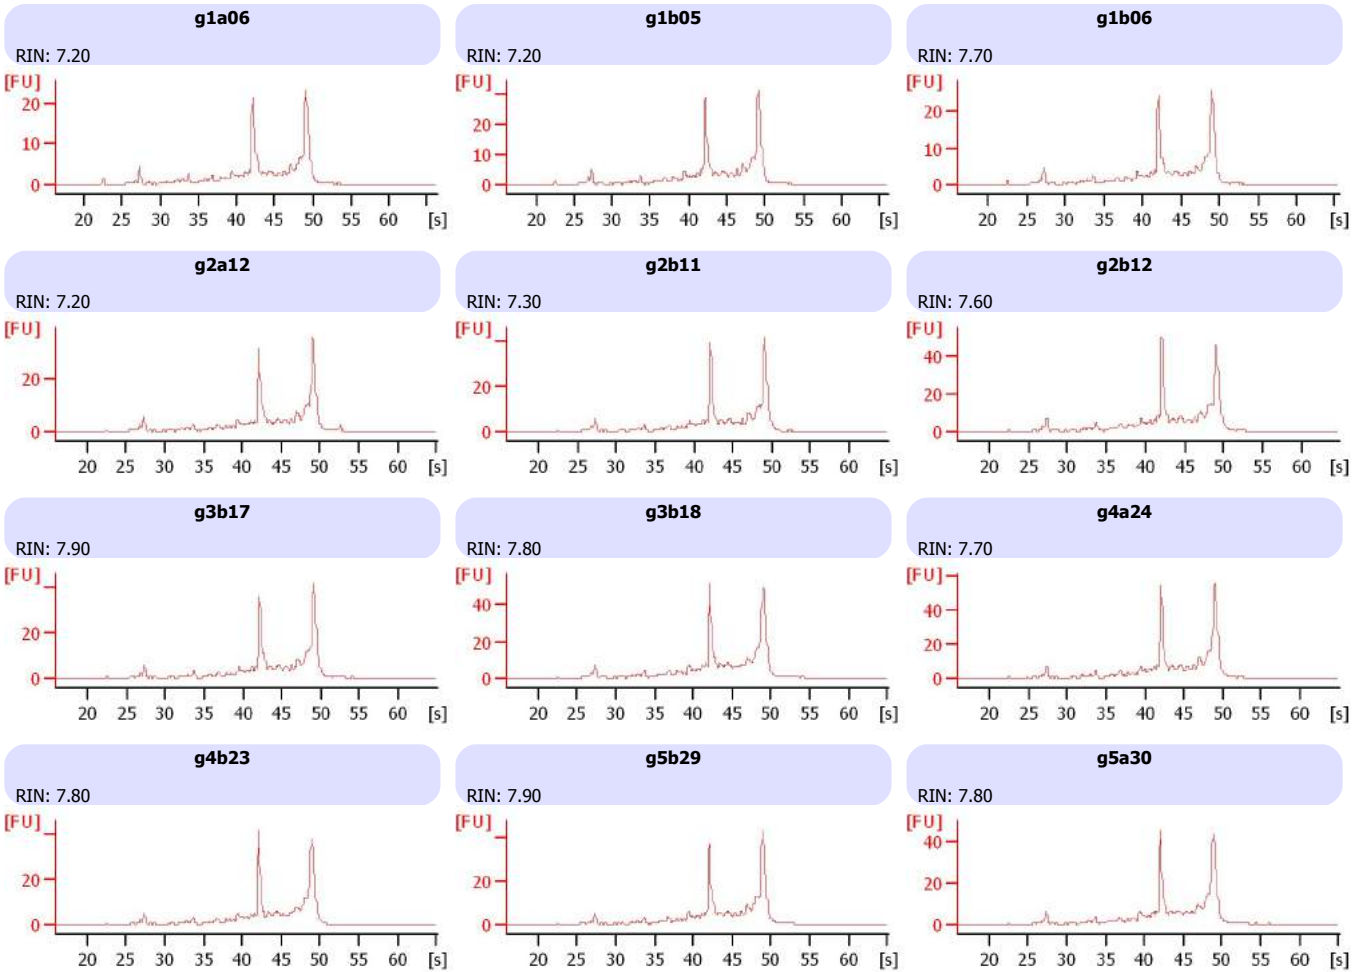 g1a06 g1b05 g1b06
RIN: 7.20 RIN: 7.20 RIN: 7.70
[FU] [FU] [FU]
20 20 20
10 10 10
0 0 0
20 25 30 35 40 45 50 55 60 [s] 20 25 30 35 40 45 50 55 60 [s] 20 25 30 35 40 45 50 55 60 [s]
g2a12 g2b11 g2b12
RIN: 7.20 RIN: 7.30 RIN: 7.60
[FU] [FU] [FU]
40
20 20 20
0 0 0
20 25 30 35 40 45 50 55 60 [s] 20 25 30 35 40 45 50 55 60 [s] 20 25 30 35 40 45 50 55 60 [s]
g3b17 g3b18 g4a24
RIN: 7.90 RIN: 7.80 RIN: 7.70
[FU] [FU] [FU]
40 40
20 20 20
0 0 0
20 25 30 35 40 45 50 55 60 [s] 20 25 30 35 40 45 50 55 60 [s] 20 25 30 35 40 45 50 55 60 [s]
g4b23 g5b29 g5a30
RIN: 7.80 RIN: 7.90 RIN: 7.80
[FU] [FU] [FU]
40
20 20 20
0 0 0
20 25 30 35 40 45 50 55 60 [s] 20 25 30 35 40 45 50 55 60 [s] 20 25 30 35 40 45 50 55 60 [s]